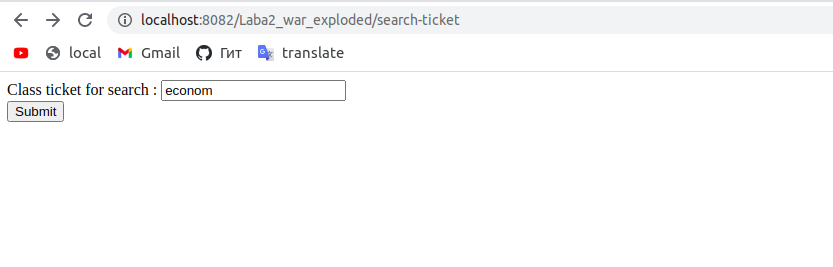 localhost:8082/Laba2_war_exploded/search-ticket
local Gmail Гит translate
Class ticket for search : econom
Submit